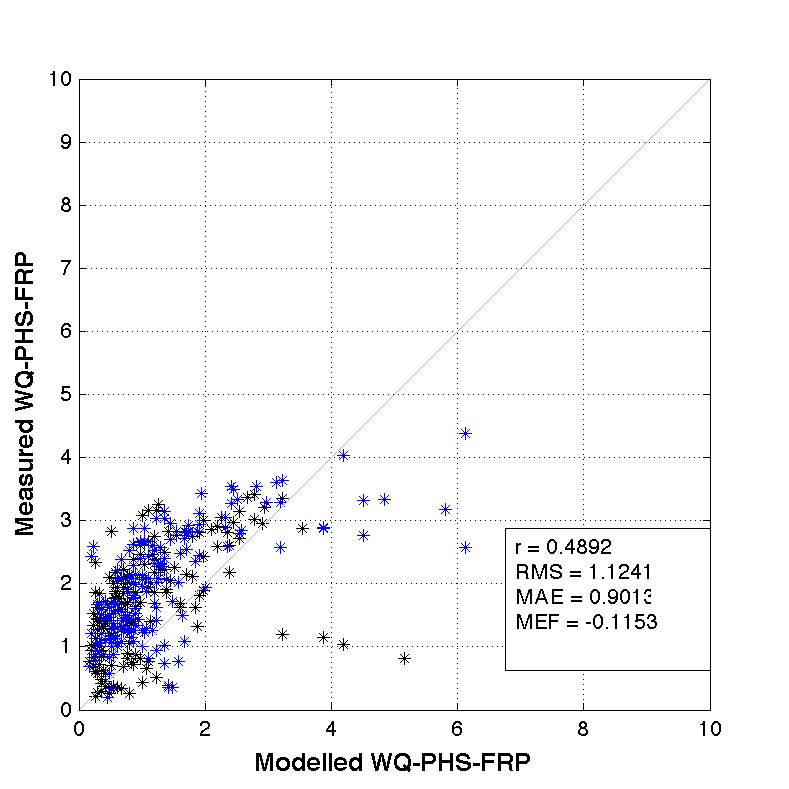 10
9
8
7
6
5
4
3
2
1
0
Measured WQ-PHS-FRP
r = 0.4892
RMS = 1.1241
MAE = 0.9013
MEF = -0.1153
0 2 4 6 8 10
Modelled WQ-PHS-FRP